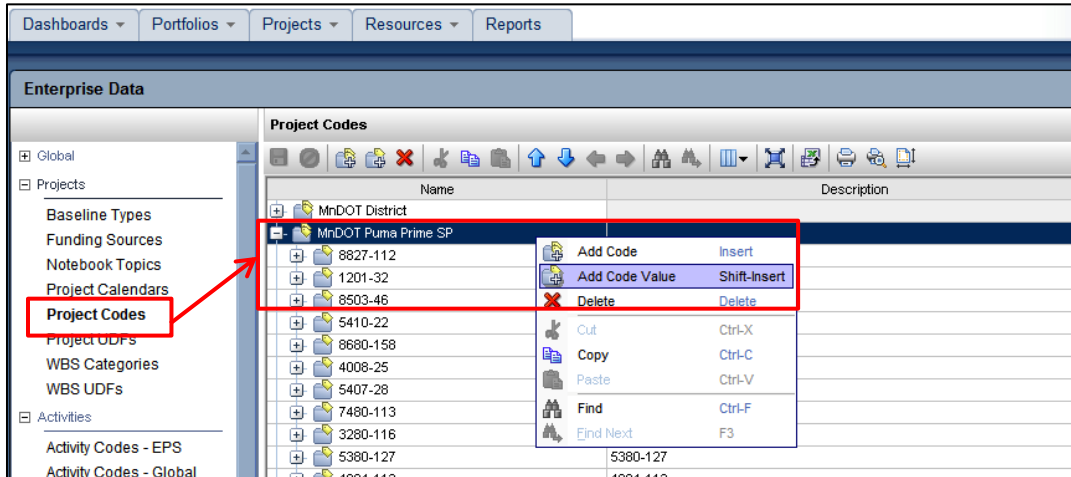 Dashboards
Portfolios
Projects
Resources
Reports
Enterprise Data
Project Codes
Global
Projects
Baseline Types
Funding Sources
Notebook Topics
Project Calendars
Project Codes
Project UDFs
WBS Categories
WBS UDFs
Activities
Activity Codes - EPS
Activity Codes - Global
Name
Description
MnDOT District
MnDOT Puma Prime SP
8827-112
1201-32
8503-46
5410-22
8680-158
4008-25
5407-28
7480-113
3280-116
5380-127
5380-127
Add Code Insert
Add Code Value Shift-Insert
Delete Delete
Cut Ctrl-X
Copy Ctrl-C
Paste Ctrl-V
Find Ctrl-F
Find Next F3